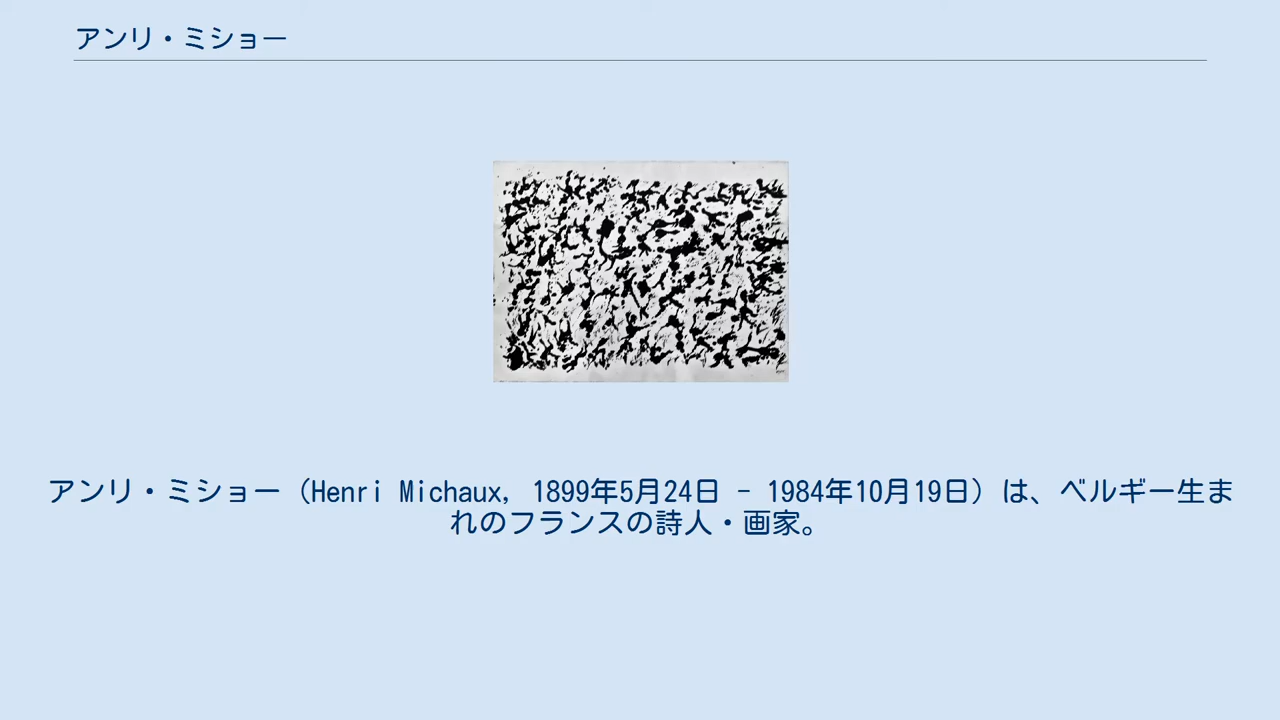 アンリ・ミショー
アンリ・ミショー（Henri Michaux, 1899年5月24日 - 1984年10月19日）は、ベルギー生ま
れのフランスの詩人・画家。